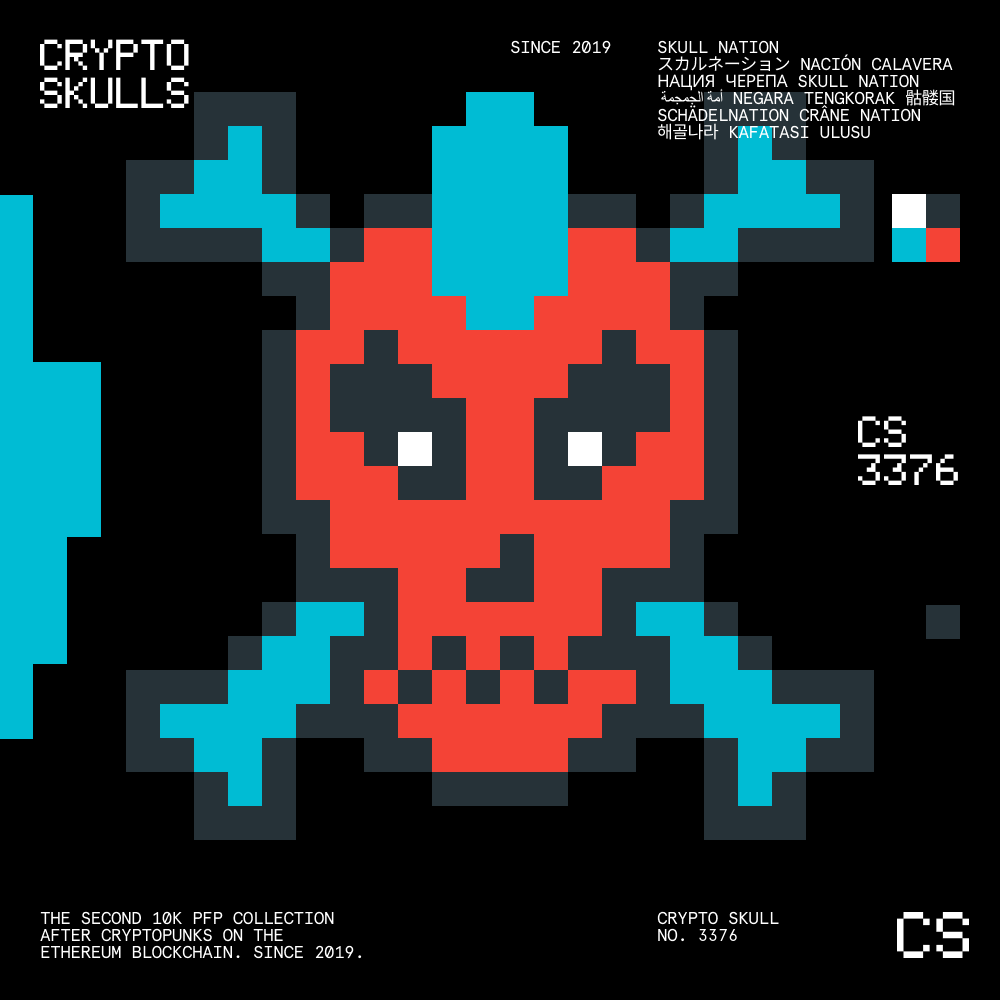 CRYPTO
SKULLS
SINCE 2019
SKULL NATION
スカルネーション NACIÓN CALAVERA
НАЦИЯ ЧЕРЕПА SKULL NATION
أمة الجمجمة NEGARA TENGKORAK 骷髅国
SCHÄDELNATION CRÂNE NATION
해골나라 KAFATASI ULUSU
CS
3376
THE SECOND 10K PFP COLLECTION
AFTER CRYPTOPUNKS ON THE
ETHEREUM BLOCKCHAIN. SINCE 2019.
CRYPTO SKULL
NO. 3376
CS